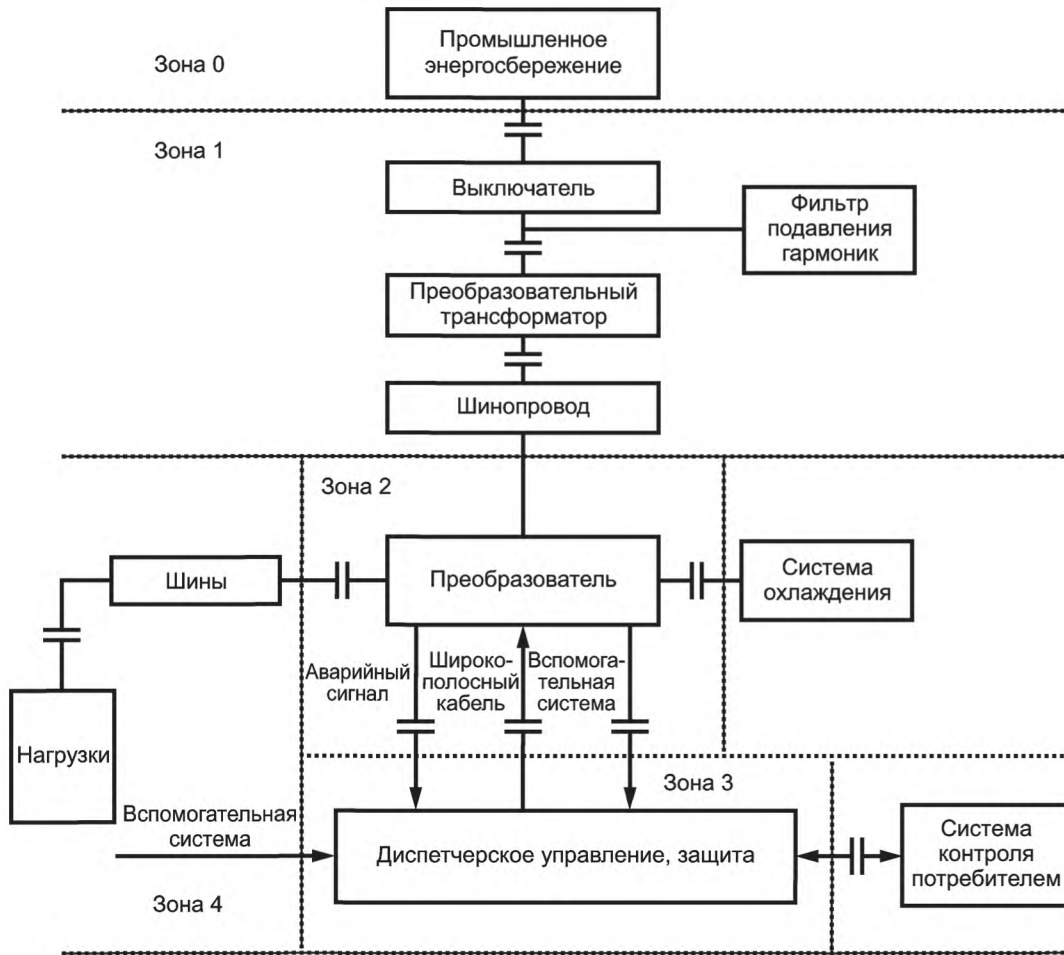 Промышленное
энергосбережение
Зона 0
Зона 1
Выключатель
Фильтр
подавления
гармоник
Преобразовательный
трансформатор
Шинопровод
Зона 2
Шины
Преобразователь
Система
охлаждения
Аварийный
сигнал
Широко-
полосный
кабель
Вспомога-
тельная
система
Нагрузки
Зона 3
Вспомогательная
система
Диспетчерское управление, защита
Система
контроля
потребителем
Зона 4